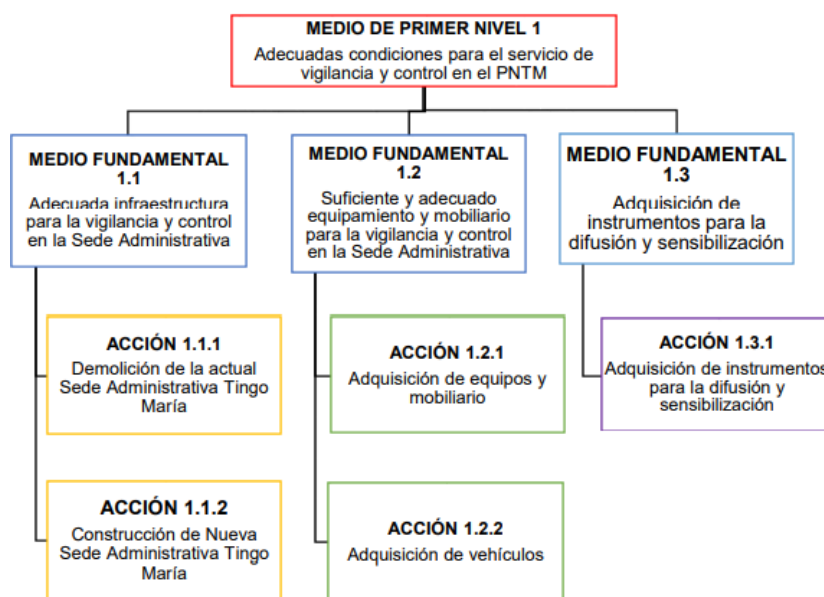 MEDIO DE PRIMER NIVEL 1
Adecuadas condiciones para el servicio de
vigilancia y control en el PNTM
MEDIO FUNDAMENTAL
1.1
Adecuada infraestructura
para la vigilancia y control
en la Sede Administrativa
MEDIO FUNDAMENTAL
1.2
Suficiente y adecuado
equipamiento y mobiliario
para la vigilancia y control
en la Sede Administrativa
MEDIO FUNDAMENTAL
1.3
Adquisición de
instrumentos para la
difusión y sensibilización
ACCIÓN 1.1.1
Demolición de la actual
Sede Administrativa Tingo
María
ACCIÓN 1.2.1
Adquisición de equipos y
mobiliario
ACCIÓN 1.3.1
Adquisición de instrumentos
para la difusión y
sensibilización
ACCIÓN 1.1.2
Construcción de Nueva
Sede Administrativa Tingo
María
ACCIÓN 1.2.2
Adquisición de vehículos